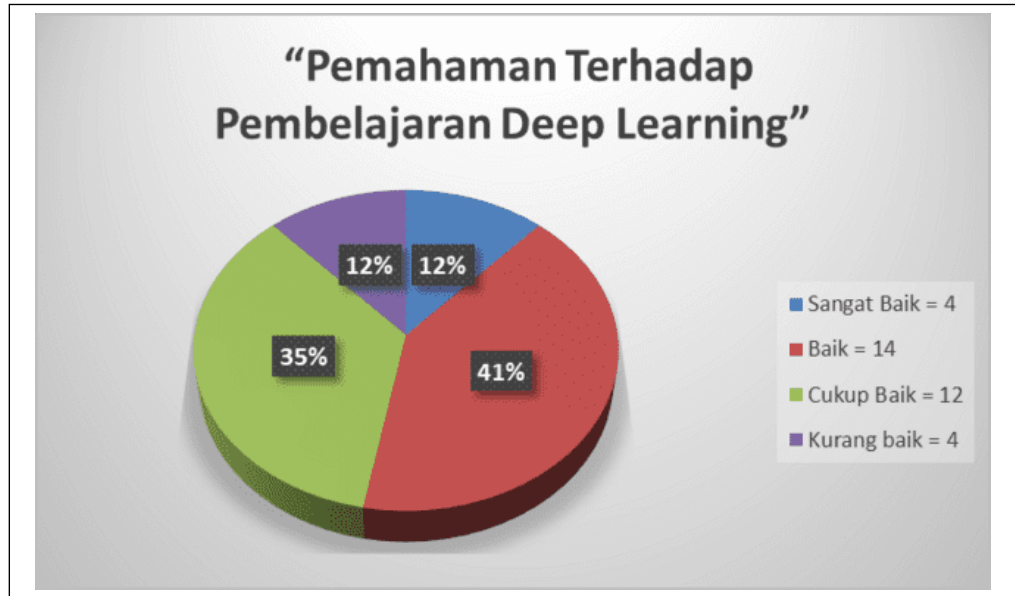 “Pemahaman Terhadap
Pembelajaran Deep Learning”
12%
12%
35%
41%
Sangat Baik = 4
Baik = 14
Cukup Baik = 12
Kurang baik = 4